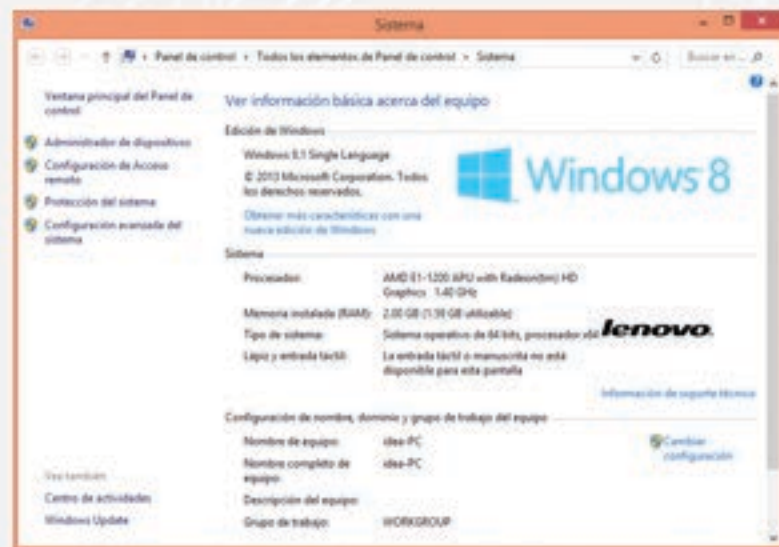 Sistema
Panel de control
Todos los elementos de Panel de control
Sistema
Buscar en ...
Ventana principal del Panel de
control
Administrador de dispositivos
Configuración de Acceso
remoto
Protección del sistema
Configuración avanzada del
sistema
Vea también
Centro de actividades
Windows Update
Ver información básica acerca del equipo
Edición de Windows
Windows 8.1 Single Language
© 2013 Microsoft Corporation. Todos
los derechos reservados.
Obtener más características con una
nueva edición de Windows
Windows 8
Sistema
Procesador: AMD E1-1200 APU with Radeon(tm) HD
Graphics 1.40 GHz
Memoria instalada (RAM): 2.00 GB (1.59 GB utilizable)
Tipo de sistema: Sistema operativo de 64 bits, procesador x64
Lápiz y entrada táctil: La entrada táctil o manuscrita no está
disponible para esta pantalla
lenovo
Información de soporte técnico
Configuración de nombre, dominio y grupo de trabajo del equipo
Nombre de equipo: idea-PC
Nombre completo de idea-PC
equipo:
Descripción del equipo:
Grupo de trabajo: WORKGROUP
Cambiar
configuración